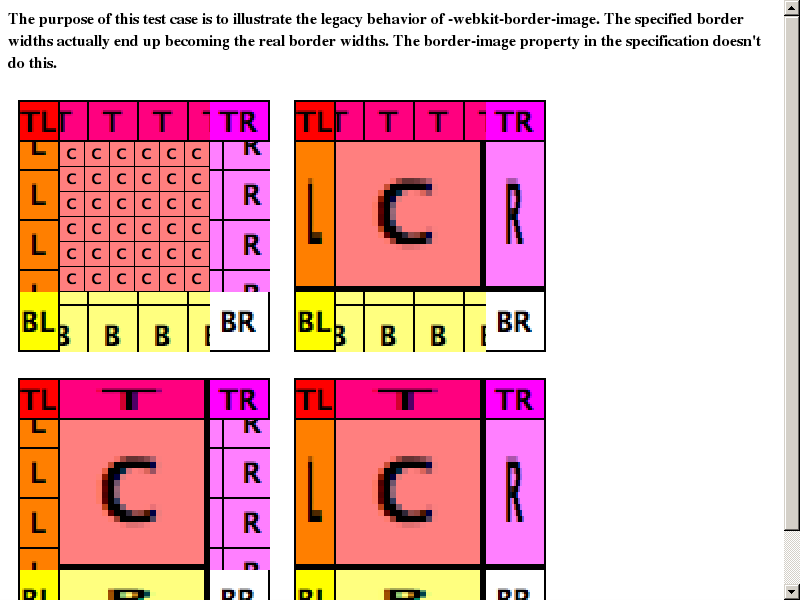 The purpose of this test case is to illustrate the legacy behavior of -webkit-border-image. The specified border
widths actually end up becoming the real border widths. The border-image property in the specification doesn't
do this.
TL T T T TR
L C C C C C C R
C C C C C C
L C C C C C C R
C C C C C C
L C C C C C C R
C C C C C C
BL B B B BR
TL T T T TR
L C R
BL B B B BR
TL T TR
L R
L C R
L R
BL B BR
TL T TR
L C R
BL B BR